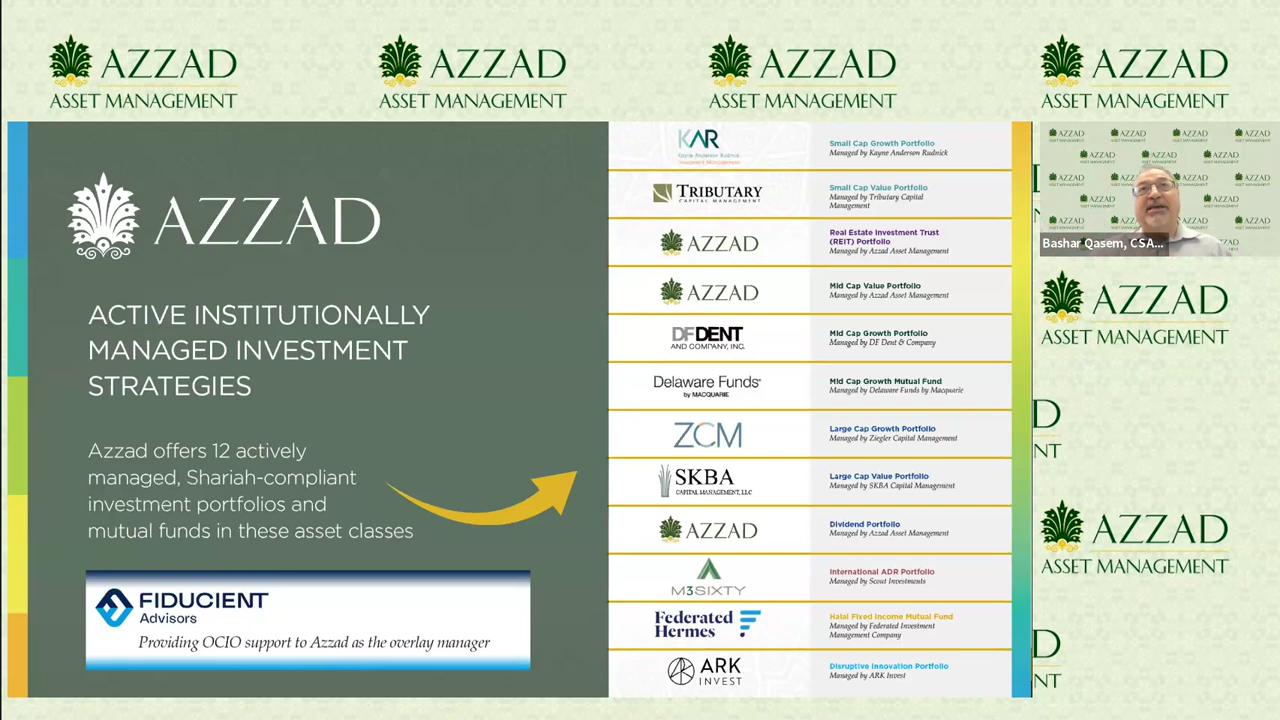 AZZAD
ASSET MANAGEMENT
AZZAD
ASSET MANAGEMENT
AZZAD
ASSET MANAGEMENT
AZZAD
ASSET MANAGEMENT
AZZAD
ACTIVE INSTITUTIONALLY
MANAGED INVESTMENT
STRATEGIES
Azzad offers 12 actively
managed, Shariah-compliant
investment portfolios and
mutual funds in these asset classes
FIDUCIENT
Advisors
Providing OCIO support to Azzad as the overlay manager
KAR
Kayne Anderson Rudnick
Investment Management
Small Cap Growth Portfolio
Managed by Kayne Anderson Rudnick
TRIBUTARY
CAPITAL MANAGEMENT
Small Cap Value Portfolio
Managed by Tributary Capital
Management
AZZAD
Real Estate Investment Trust
(REIT) Portfolio
Managed by Azzad Asset Management
AZZAD
Mid Cap Value Portfolio
Managed by Azzad Asset Management
DF DENT
AND COMPANY, INC.
Mid Cap Growth Portfolio
Managed by DF Dent & Company
Delaware Funds®
by MACQUARIE
Mid Cap Growth Mutual Fund
Managed by Delaware Funds by Macquarie
ZCM
Large Cap Growth Portfolio
Managed by Ziegler Capital Management
SKBA
CAPITAL MANAGEMENT, LLC
Large Cap Value Portfolio
Managed by SKBA Capital Management
AZZAD
Dividend Portfolio
Managed by Azzad Asset Management
M3SIXTY
International ADR Portfolio
Managed by Scout Investments
Federated
Hermes
Halal Fixed Income Mutual Fund
Managed by Federated Investment
Management Company
ARK
INVEST
Disruptive Innovation Portfolio
Managed by ARK Invest
Bashar Qasem, CSA...
AZZAD
ASSET MANAGEMENT
D
NT
AZZAD
ASSET MANAGEMENT
D
NT